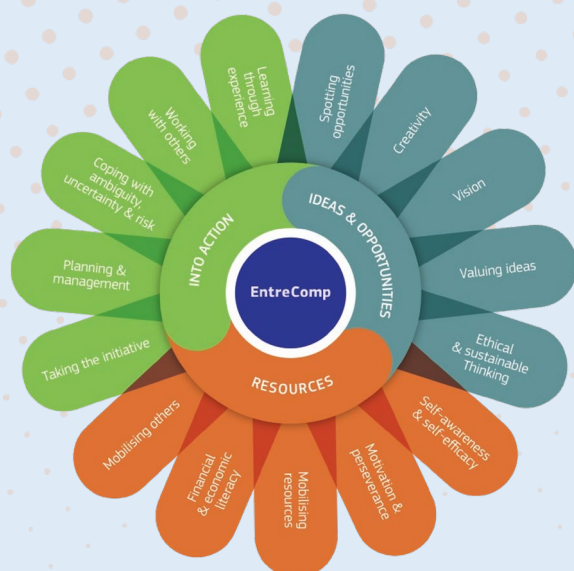 EntreComp
IDEAS & OPPORTUNITIES
Spotting
opportunities
Creativity
Vision
Valuing ideas
Ethical
& sustainable
Thinking
RESOURCES
Self-awareness
& self-efficacy
Motivation &
perseverance
Mobilising
resources
Financial
& economic
literacy
Mobilising others
INTO ACTION
Taking the initiative
Planning &
management
Coping with
ambiguity,
uncertainty & risk
Working
with others
Learning
through
experience